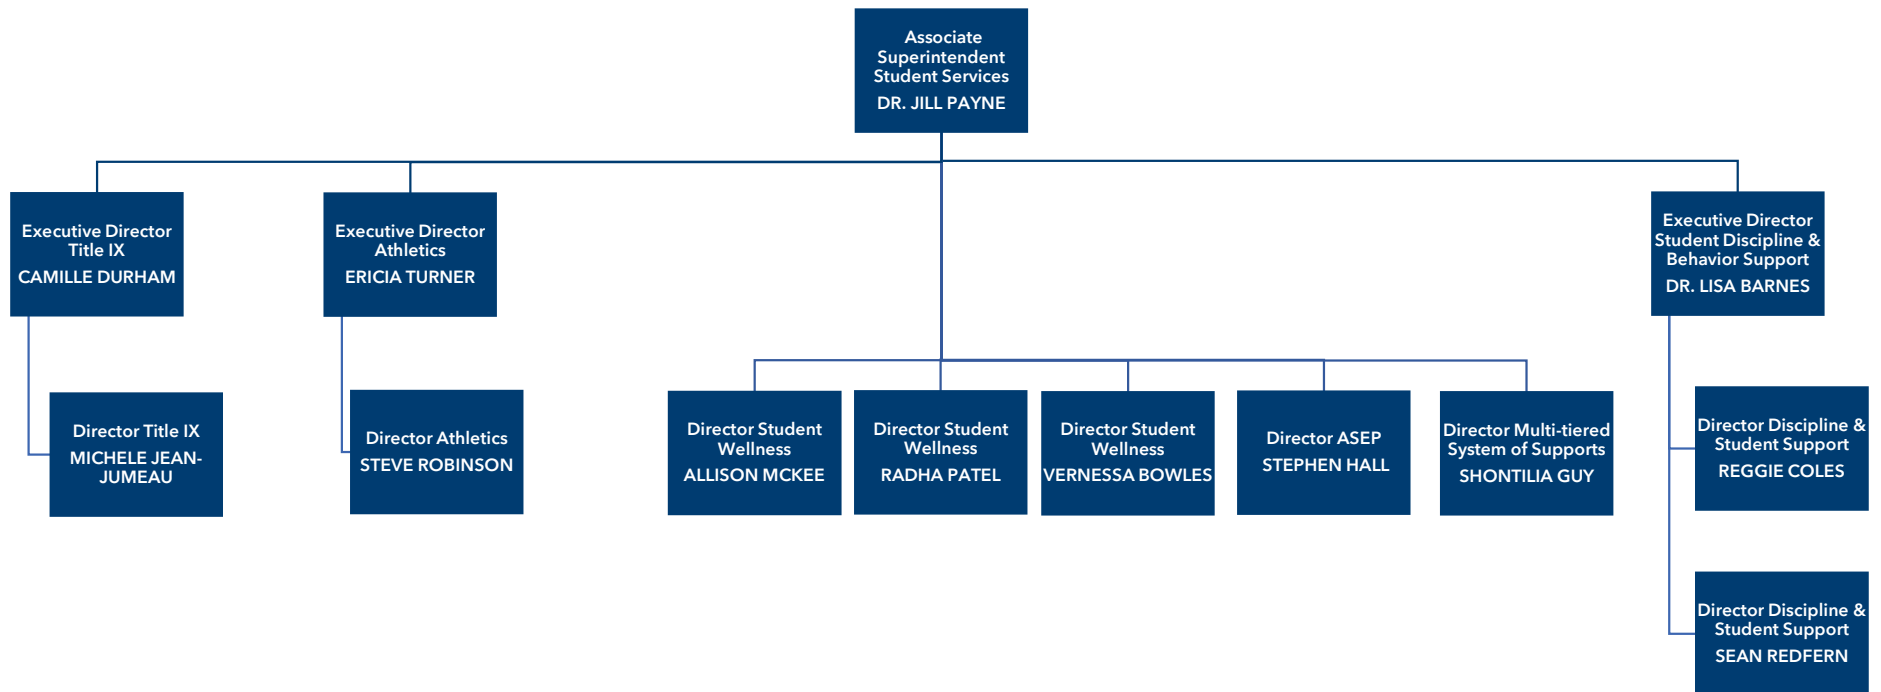 Associate
Superintendent
Student Services
DR. JILL PAYNE
Executive Director
Title IX
CAMILLE DURHAM
Executive Director
Athletics
ERICIA TURNER
Executive Director
Student Discipline &
Behavior Support
DR. LISA BARNES
Director Title IX
MICHELE JEAN-
JUMEAU
Director Athletics
STEVE ROBINSON
Director Student
Wellness
ALLISON MCKEE
Director Student
Wellness
RADHA PATEL
Director Student
Wellness
VERNESSA BOWLES
Director ASEP
STEPHEN HALL
Director Multi-tiered
System of Supports
SHONTILIA GUY
Director Discipline &
Student Support
REGGIE COLES
Director Discipline &
Student Support
SEAN REDFERN